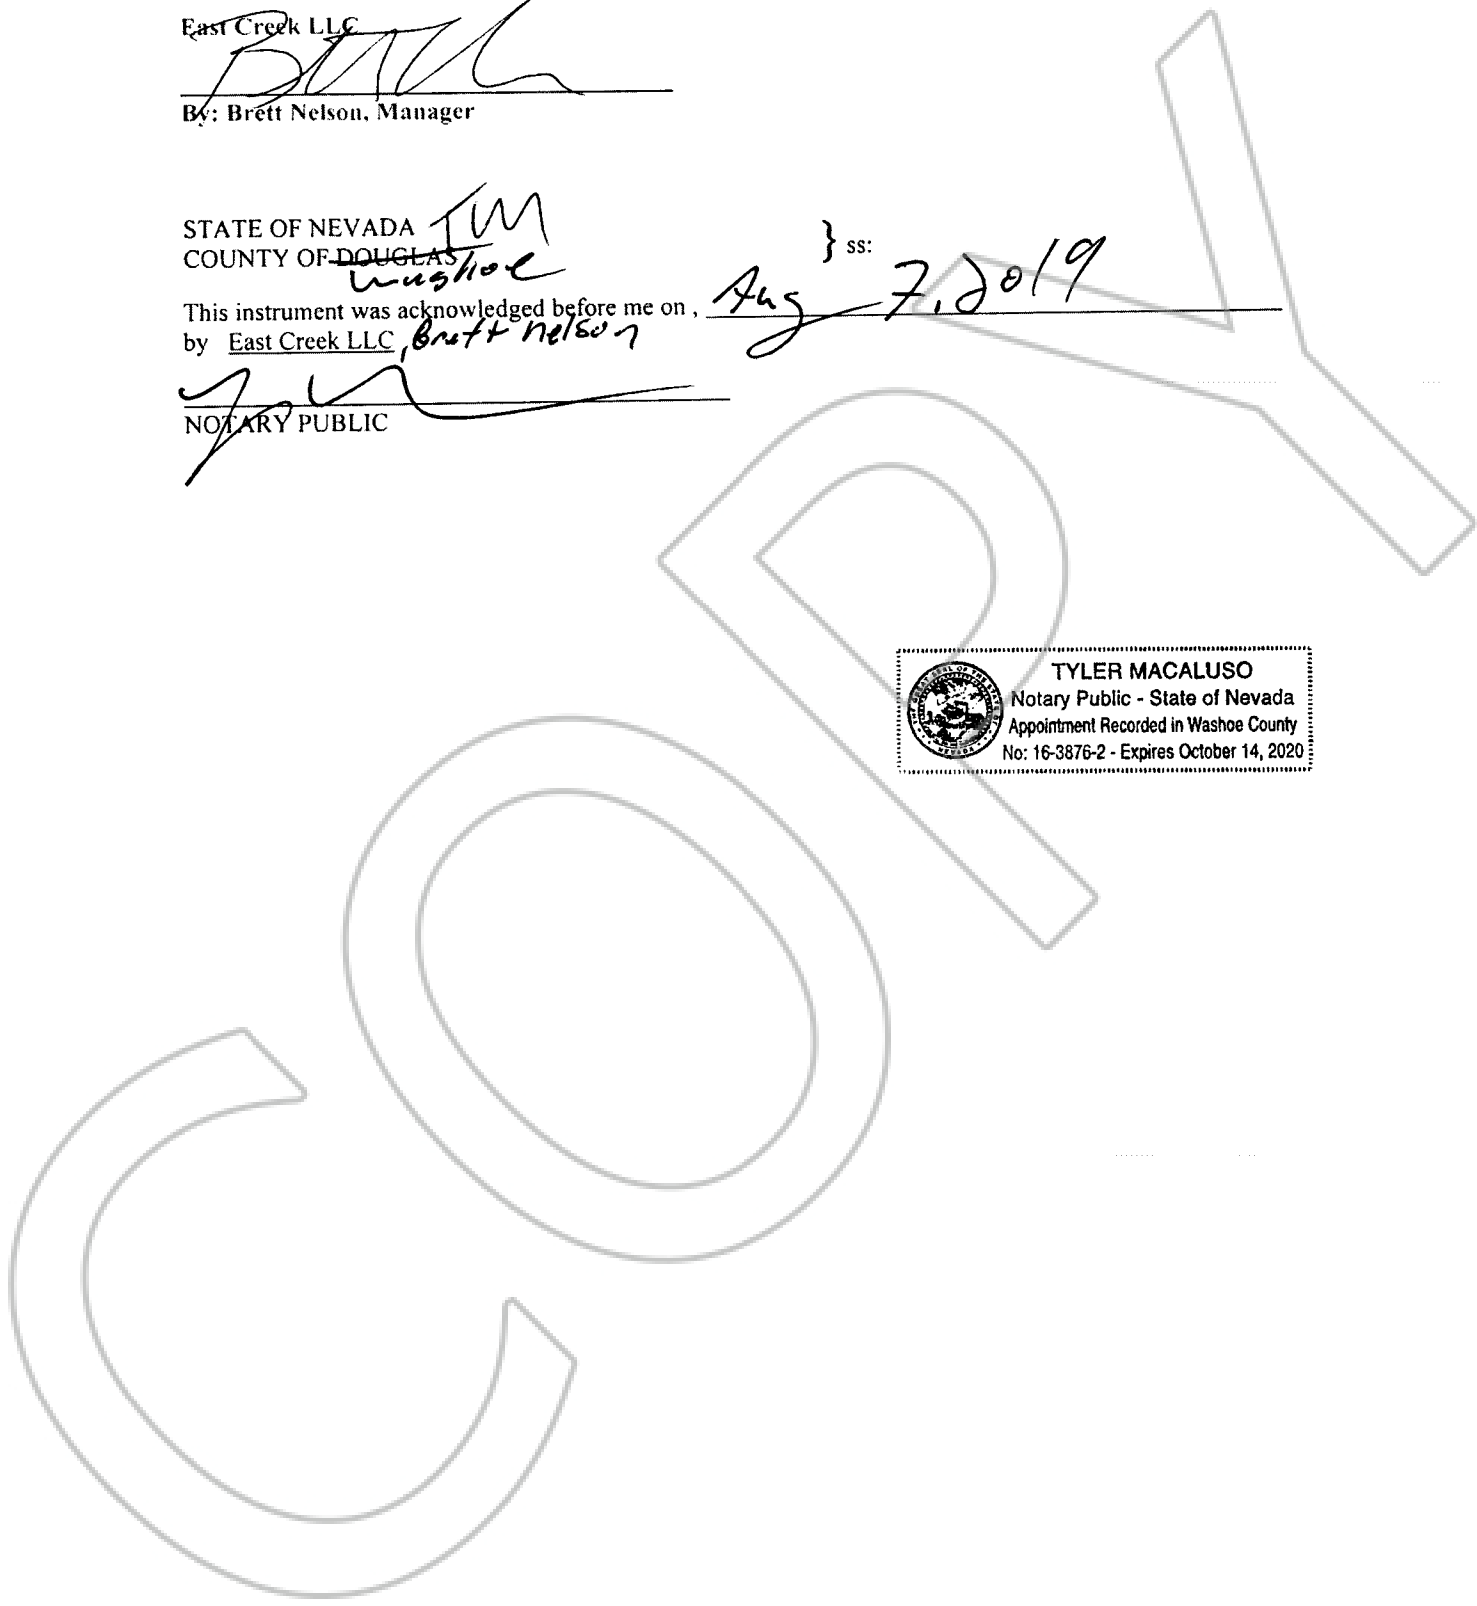 East Creek LLC
By: Brett Nelson, Manager
STATE OF NEVADA TM
COUNTY OF DOUGLAS
Washoe
} ss:
This instrument was acknowledged before me on , Aug 7, 2019
by East Creek LLC , Brett Nelson
NOTARY PUBLIC
TYLER MACALUSO
Notary Public - State of Nevada
Appointment Recorded in Washoe County
No: 16-3876-2 - Expires October 14, 2020
COPY